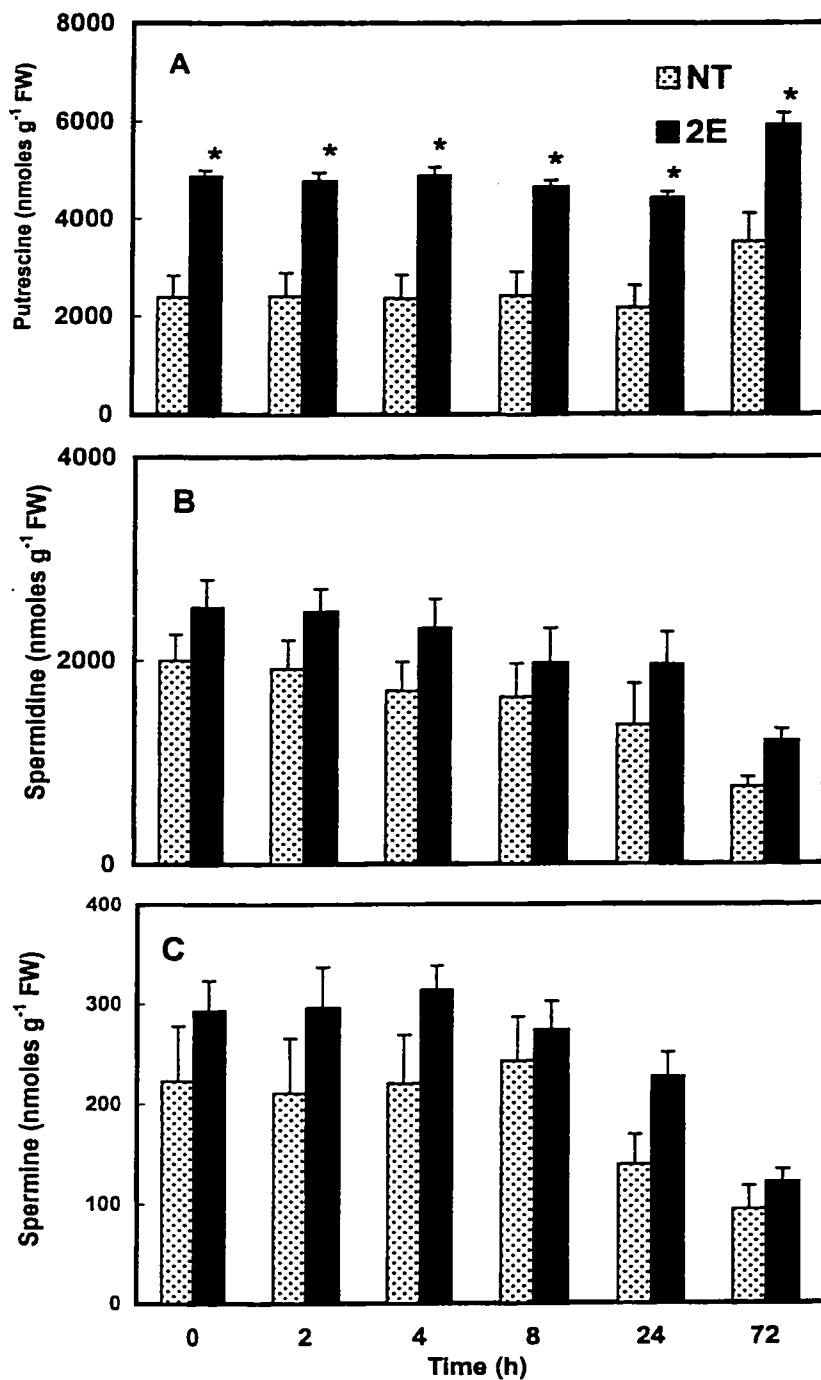 8000
A
NT
*
6000
2E
* * * * *
4000
2000
0
Putrescine (nmoles g⁻¹ FW)
4000
B
2000
0
Spermidine (nmoles g⁻¹ FW)
400
C
300
200
100
0
Spermine (nmoles g⁻¹ FW)
0 2 4 8 24 72
Time (h)